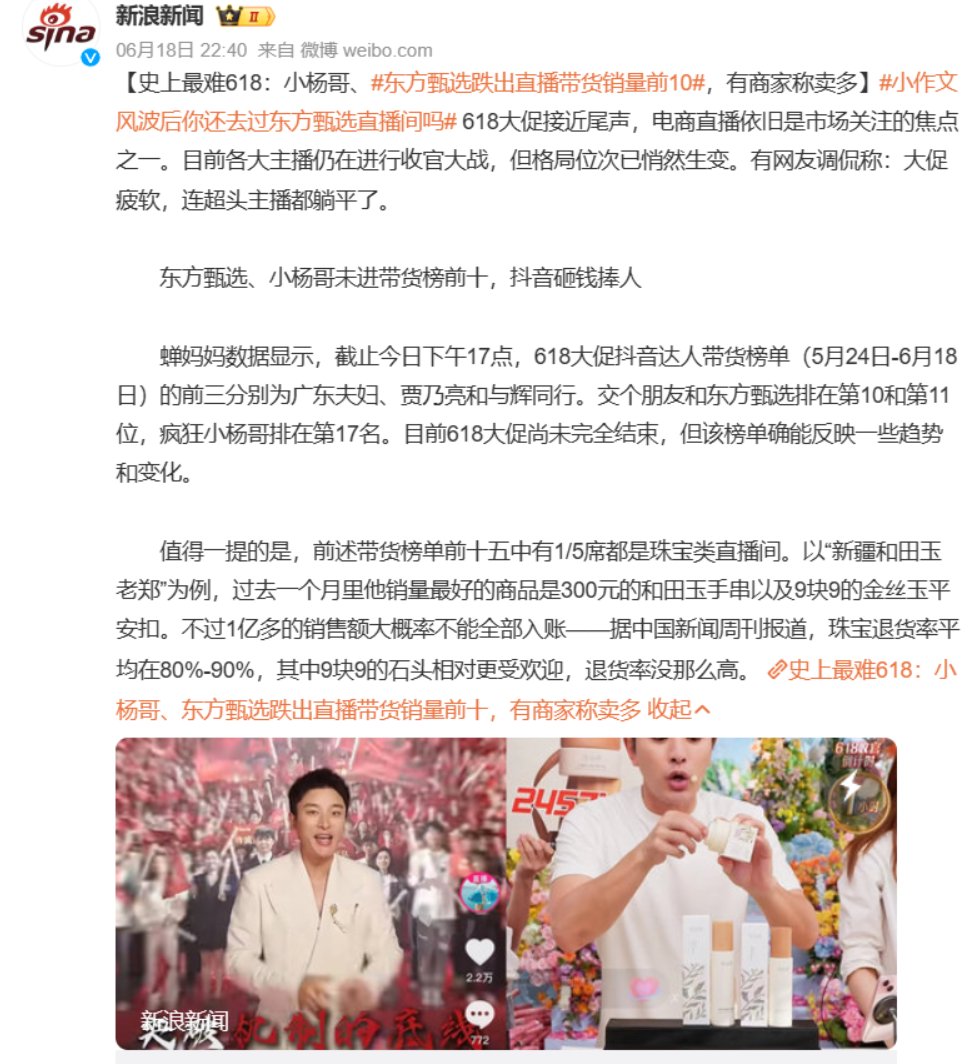 sina
新浪新闻
II
06月18日 22:40 来自 微博 weibo.com
【史上最难618：小杨哥、#东方甄选跌出直播带货销量前10#，有商家称卖多】#小作文
风波后你还去过东方甄选直播间吗# 618大促接近尾声，电商直播依旧是市场关注的焦点
之一。目前各大主播仍在进行收官大战，但格局位次已悄然生变。有网友调侃称：大促
疲软，连超头主播都躺平了。
东方甄选、小杨哥未进带货榜前十，抖音砸钱捧人
蝉妈妈数据显示，截止今日下午17点，618大促抖音达人带货榜单（5月24日-6月18
日）的前三分别为广东夫妇、贾乃亮和与辉同行。交个朋友和东方甄选排在第10和第11
位，疯狂小杨哥排在第17名。目前618大促尚未完全结束，但该榜单确能反映一些趋势
和变化。
值得一提的是，前述带货榜单前十五中有1/5席都是珠宝类直播间。以“新疆和田玉
老郑”为例，过去一个月里他销量最好的商品是300元的和田玉手串以及9块9的金丝玉平
安扣。不过1亿多的销售额大概率不能全部入账——据中国新闻周刊报道，珠宝退货率平
均在80%-90%，其中9块9的石头相对更受欢迎，退货率没那么高。 史上最难618：小
杨哥、东方甄选跌出直播带货销量前十，有商家称卖多 收起
618收官
倒计时
小时
2457
直播
2.2万
772
新浪新闻
突破机制的底线